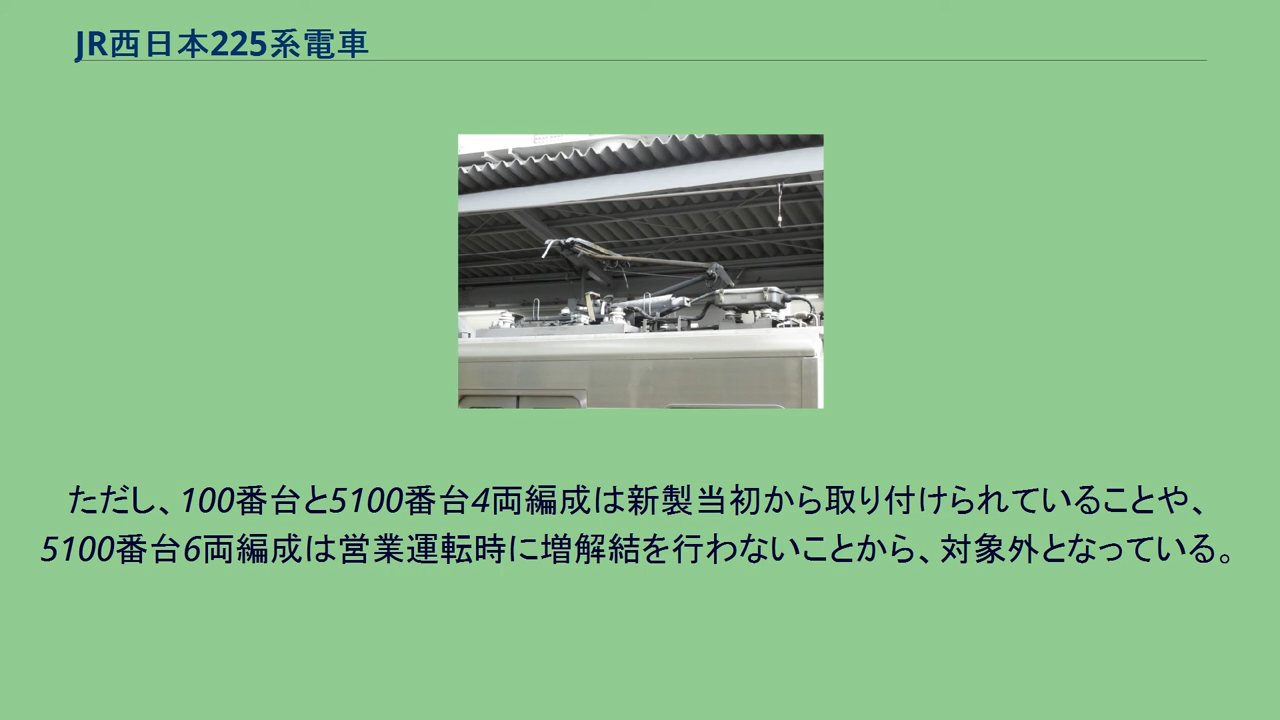 JR西日本225系電車
ただし、100番台と5100番台4両編成は新製当初から取り付けられていることや、
5100番台6両編成は営業運転時に増解結を行わないことから、対象外となっている。